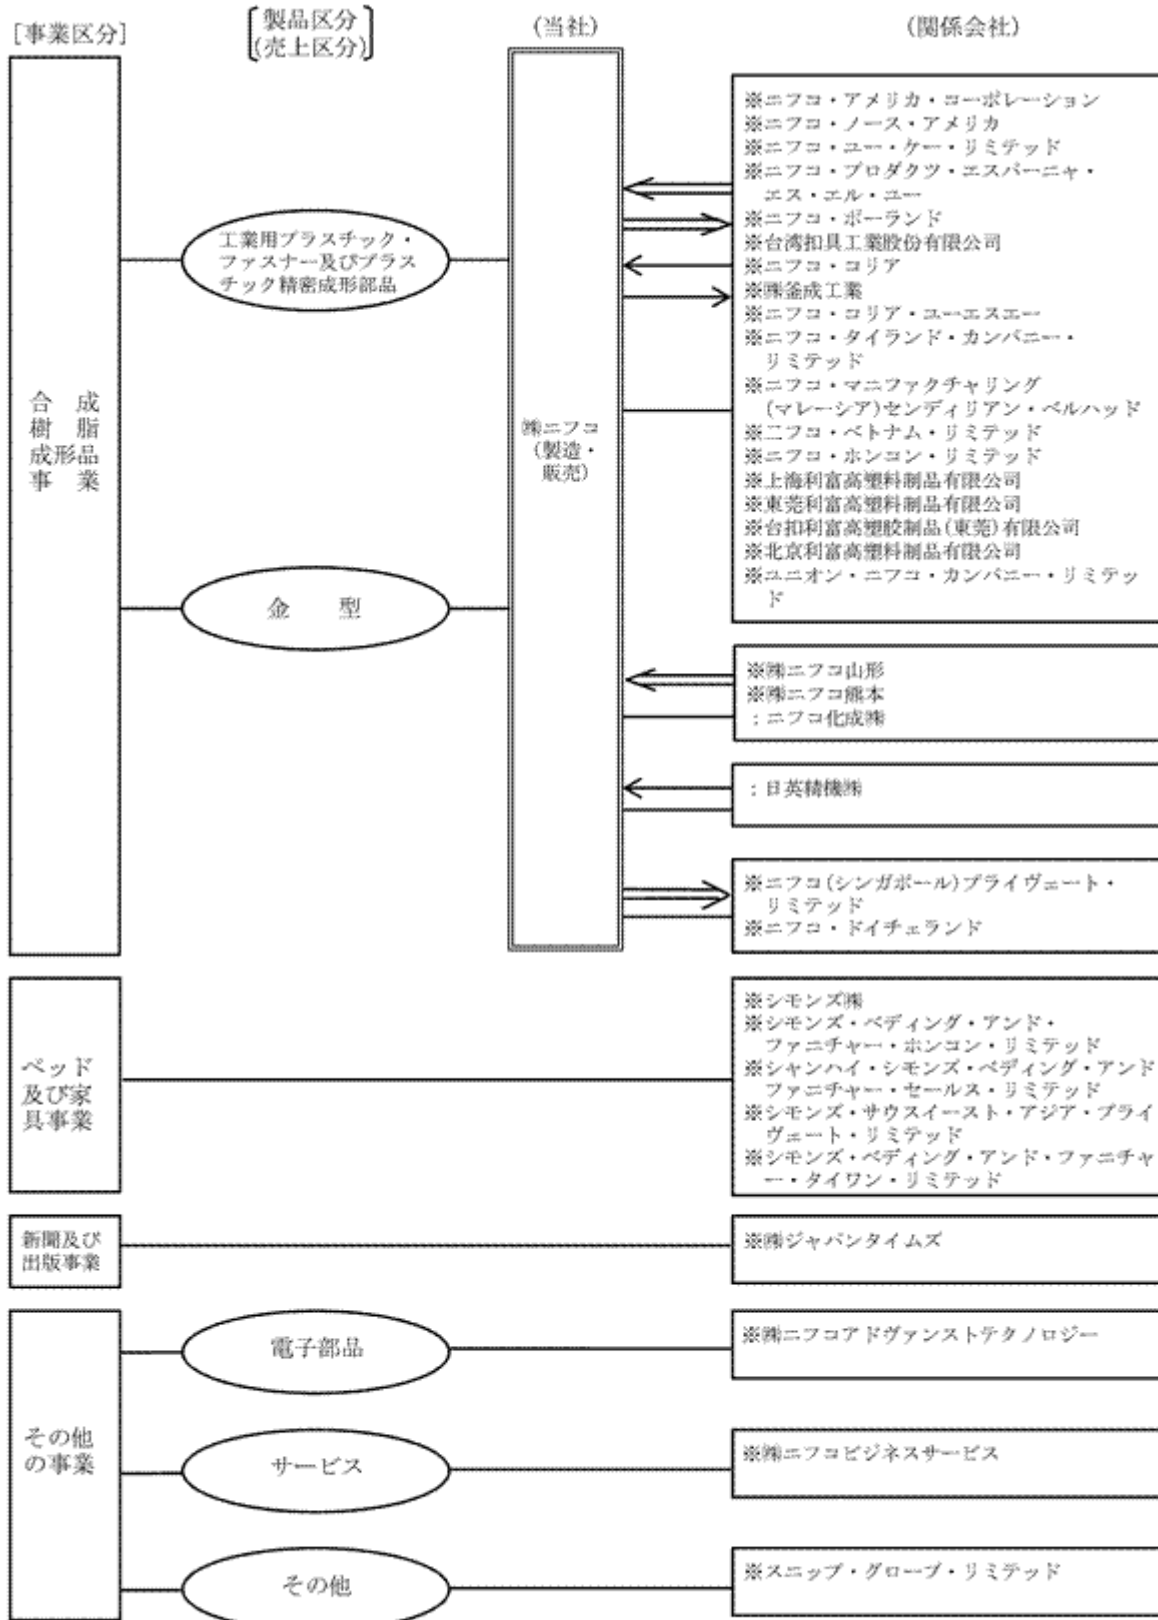 [事業区分]
製品区分
(売上区分)
(当社)
(関係会社)
合成
樹脂
成形品
事業
工業用プラスチック・
ファスナー及びプラス
チック精密成形部品
金型
㈱ニフコ
(製造・
販売)
※ニフコ・アメリカ・コーポレーション
※ニフコ・ノース・アメリカ
※ニフコ・ユー・ケー・リミテッド
※ニフコ・プロダクツ・エスパーニャ・
エス・エル・ユー
※ニフコ・ポーランド
※台湾扣具工業股份有限公司
※ニフコ・コリア
※㈱釜成工業
※ニフコ・コリア・ユーエスエー
※ニフコ・タイランド・カンパニー・
リミテッド
※ニフコ・マニファクチャリング
(マレーシア)センディリアン・ベルハッド
※ニフコ・ベトナム・リミテッド
※ニフコ・ホンコン・リミテッド
※上海利富高塑料制品有限公司
※東莞利富高塑料制品有限公司
※台扣利富高塑胶制品(東莞)有限公司
※北京利富高塑料制品有限公司
※ユニオン・ニフコ・カンパニー・リミテッ
ド
※㈱ニフコ山形
※㈱ニフコ熊本
：ニフコ化成㈱
：日英精機㈱
※ニフコ(シンガポール)プライヴェート・
リミテッド
※ニフコ・ドイチェランド
ベッド
及び家
具事業
※シモンズ㈱
※シモンズ・ベディング・アンド・
ファニチャー・ホンコン・リミテッド
※シャンハイ・シモンズ・ベディング・アンド
ファニチャー・セールス・リミテッド
※シモンズ・サウスイースト・アジア・プライ
ヴェート・リミテッド
※シモンズ・ベディング・アンド・ファニチャ
ー・タイワン・リミテッド
新聞及び
出版事業
※㈱ジャパンタイムズ
その他
の事業
電子部品
※㈱ニフコアドヴァンストテクノロジー
サービス
※㈱ニフコビジネスサービス
その他
※スニップ・グローブ・リミテッド